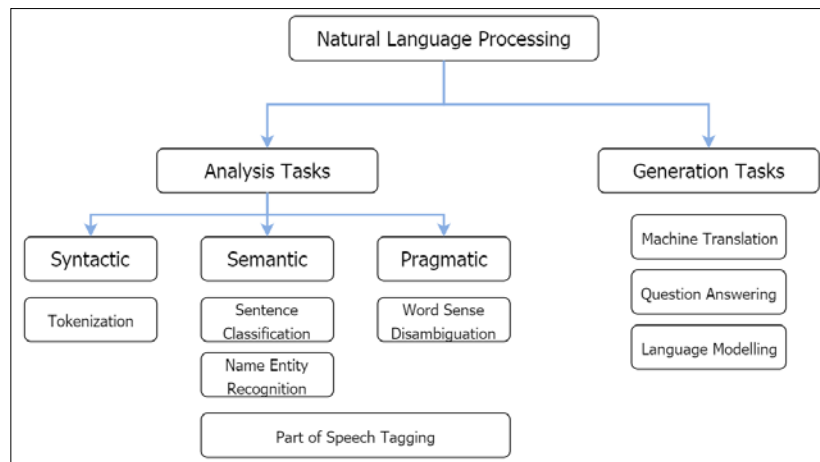 Natural Language Processing
Analysis Tasks
Generation Tasks
Syntactic
Semantic
Pragmatic
Tokenization
Sentence
Classification
Name Entity
Recognition
Word Sense
Disambiguation
Part of Speech Tagging
Machine Translation
Question Answering
Language Modelling